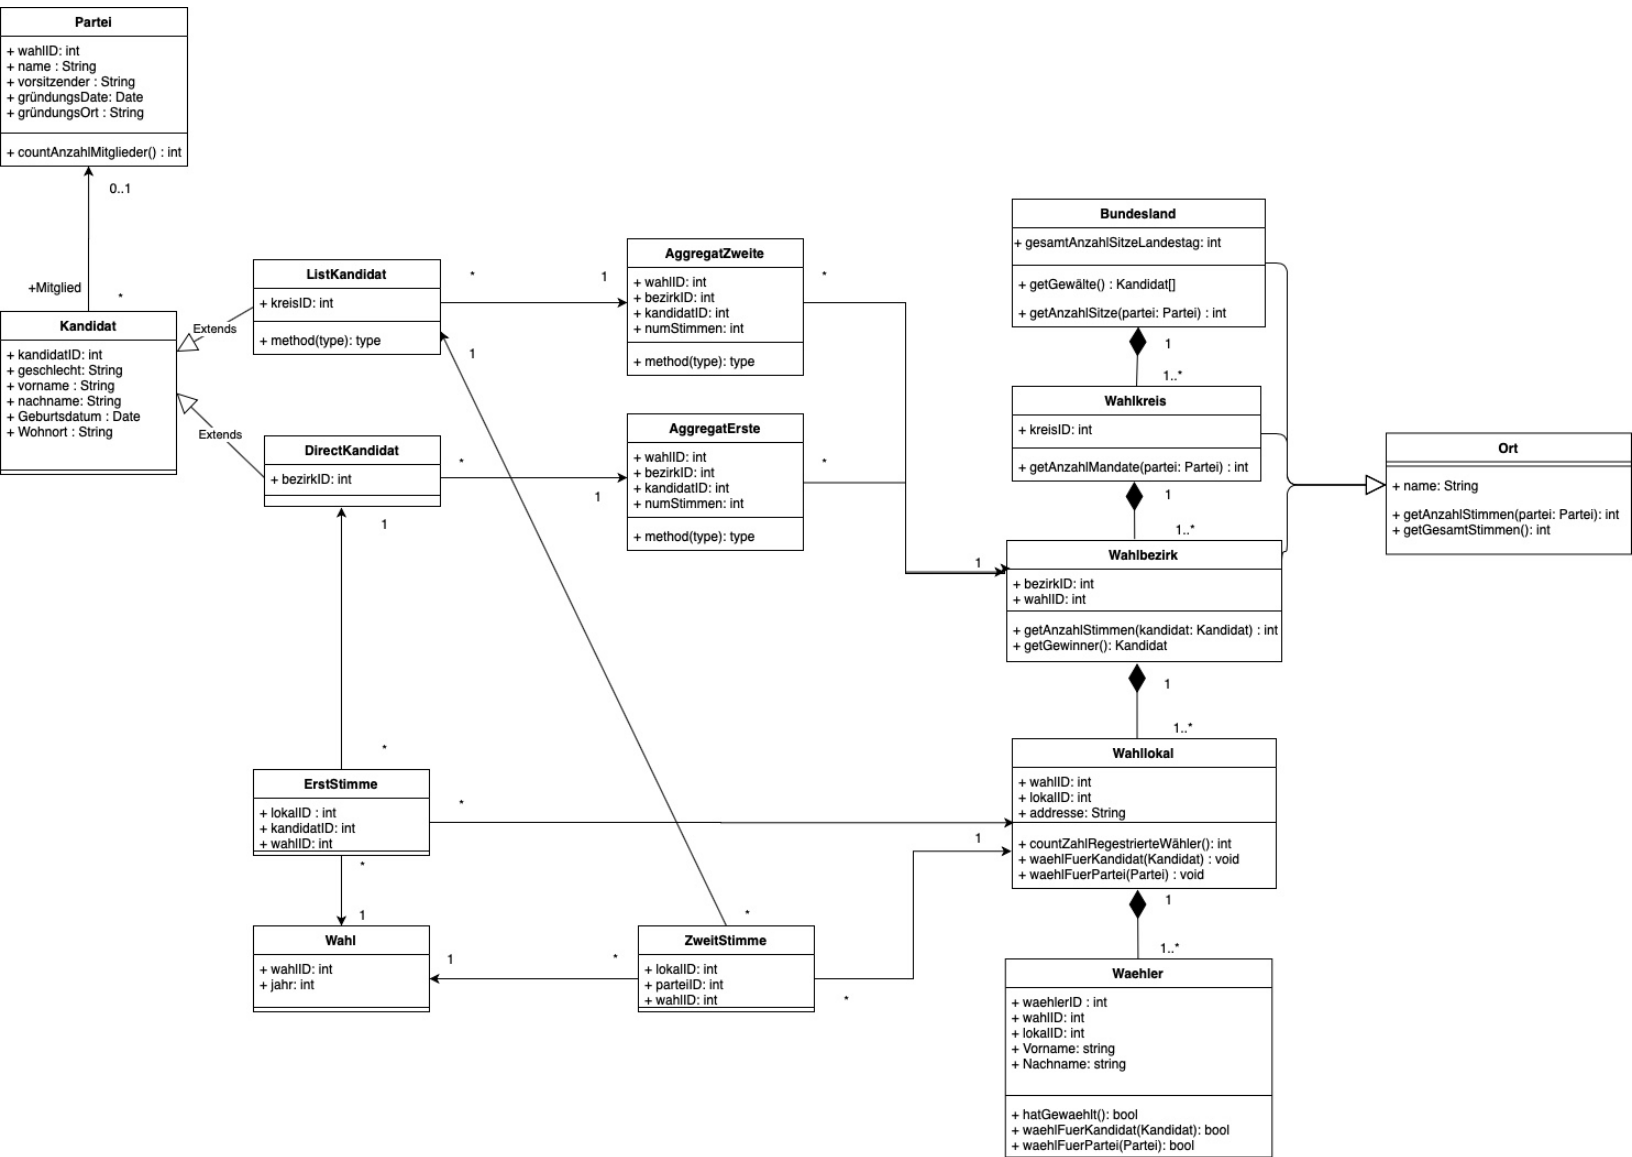 Partei
+ wahlID: int
+ name : String
+ vorsitzender : String
+ gründungsDate: Date
+ gründungsOrt : String
+ countAnzahlMitglieder() : int
0..1
+Mitglied
*
Kandidat
+ kandidatID: int
+ geschlecht: String
+ vorname : String
+ nachname: String
+ Geburtsdatum : Date
+ Wohnort : String
Extends
Extends
ListKandidat
+ kreisID: int
+ method(type): type
*
1
1
DirectKandidat
+ bezirkID: int
*
1
1
*
AggregatZweite
+ wahlID: int
+ bezirkID: int
+ kandidatID: int
+ numStimmen: int
+ method(type): type
*
AggregatErste
+ wahlID: int
+ bezirkID: int
+ kandidatID: int
+ numStimmen: int
+ method(type): type
*
1
Bundesland
+ gesamtAnzahlSitzeLandestag: int
+ getGewälte() : Kandidat[]
+ getAnzahlSitze(partei: Partei) : int
1
1..*
Wahlkreis
+ kreisID: int
+ getAnzahlMandate(partei: Partei) : int
1
1..*
Ort
+ name: String
+ getAnzahlStimmen(partei: Partei): int
+ getGesamtStimmen(): int
Wahlbezirk
+ bezirkID: int
+ wahlID: int
+ getAnzahlStimmen(kandidat: Kandidat) : int
+ getGewinner(): Kandidat
1
1..*
Wahllokal
+ wahlID: int
+ lokalID: int
+ addresse: String
+ countZahlRegestrierteWähler(): int
+ waehlFuerKandidat(Kandidat) : void
+ waehlFuerPartei(Partei) : void
1
1..*
ErstStimme
+ lokalID : int
+ kandidatID: int
+ wahlID: int
*
*
1
1
Wahl
+ wahlID: int
+ jahr: int
1
*
*
ZweitStimme
+ lokalID: int
+ parteiID: int
+ wahlID: int
*
Waehler
+ waehlerID : int
+ wahlID: int
+ lokalID: int
+ Vorname: string
+ Nachname: string
+ hatGewaehlt(): bool
+ waehlFuerKandidat(Kandidat): bool
+ waehlFuerPartei(Partei): bool